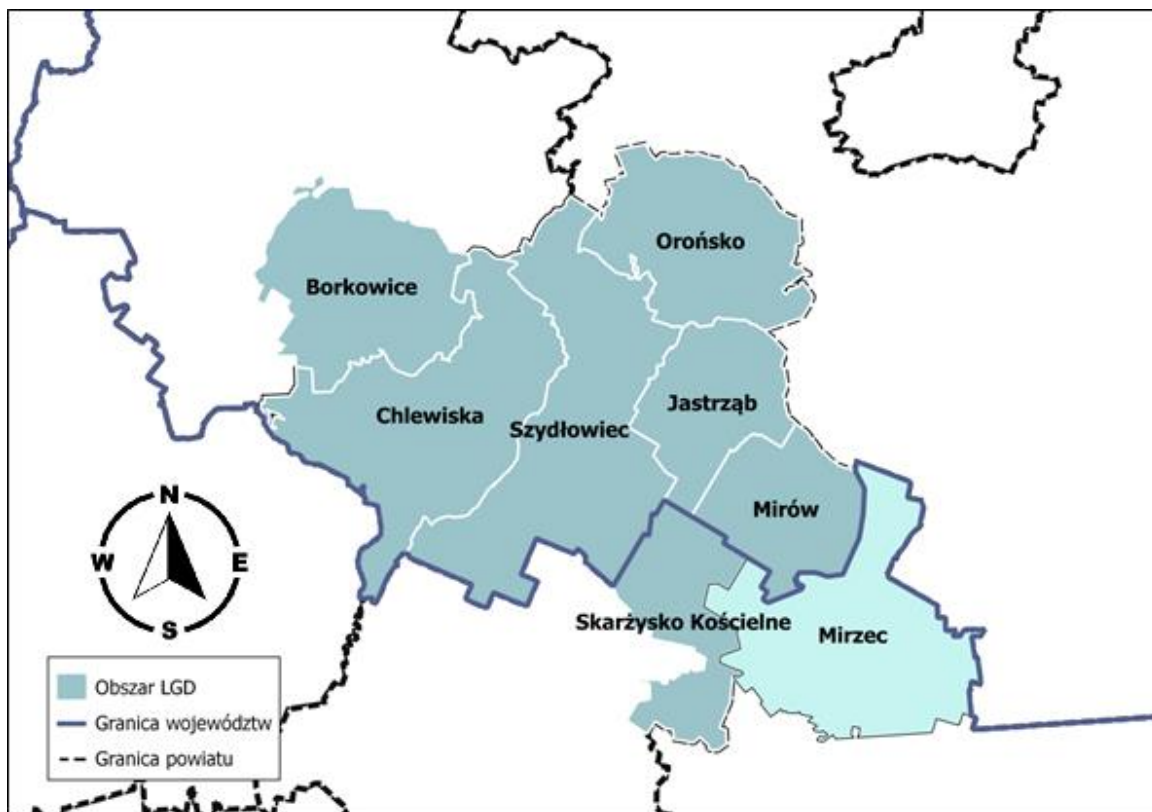 Orońsko
Borkowice
Jastrząb
Chlewiska
Szydłowiec
Mirów
N
W
E
S
Skarżysko Kościelne
Mirzec
Obszar LGD
Granica województw
Granica powiatu